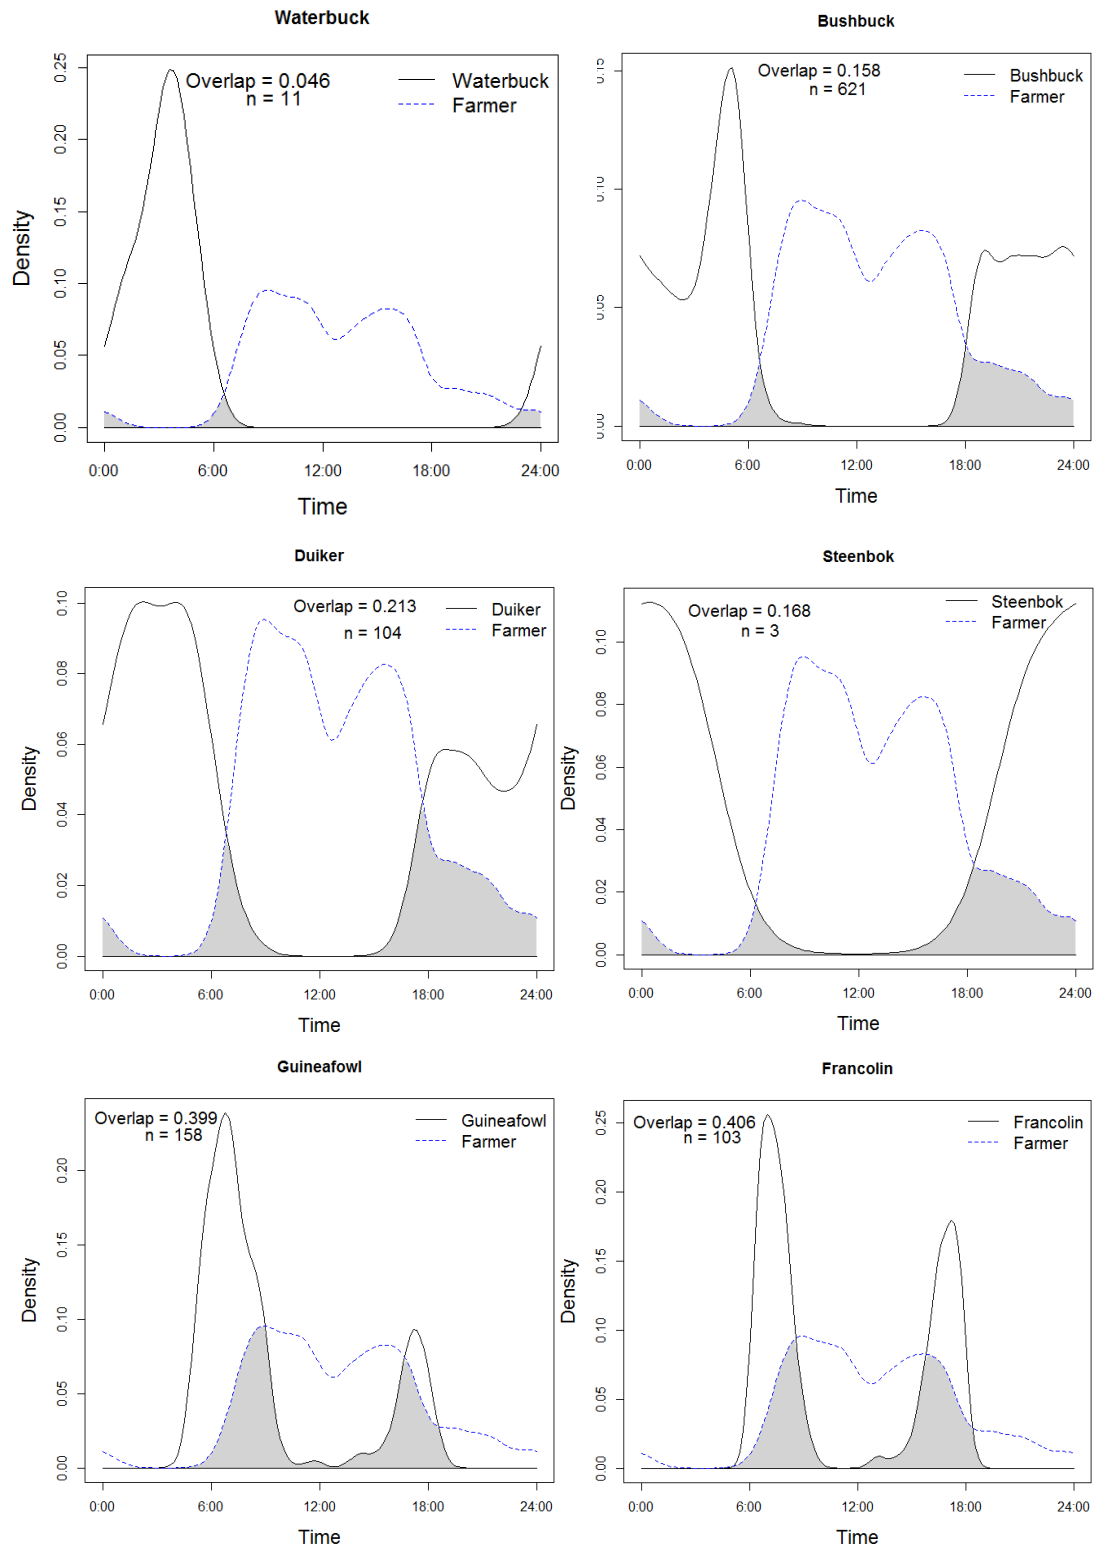 Waterbuck
Overlap = 0.046
n = 11
Waterbuck
Farmer
Density
0.00 0.05 0.10 0.15 0.20 0.25
0:00 6:00 12:00 18:00 24:00
Time
Bushbuck
Overlap = 0.158
n = 621
Bushbuck
Farmer
0.00 0.05 0.10 0.15
0:00 6:00 12:00 18:00 24:00
Time
Duiker
Overlap = 0.213
n = 104
Duiker
Farmer
Density
0.00 0.02 0.04 0.06 0.08 0.10
0:00 6:00 12:00 18:00 24:00
Time
Steenbok
Overlap = 0.168
n = 3
Steenbok
Farmer
Density
0.00 0.02 0.04 0.06 0.08 0.10
0:00 6:00 12:00 18:00 24:00
Time
Guineafowl
Overlap = 0.399
n = 158
Guineafowl
Farmer
Density
0.00 0.05 0.10 0.15 0.20
0:00 6:00 12:00 18:00 24:00
Time
Francolin
Overlap = 0.406
n = 103
Francolin
Farmer
Density
0.00 0.05 0.10 0.15 0.20 0.25
0:00 6:00 12:00 18:00 24:00
Time